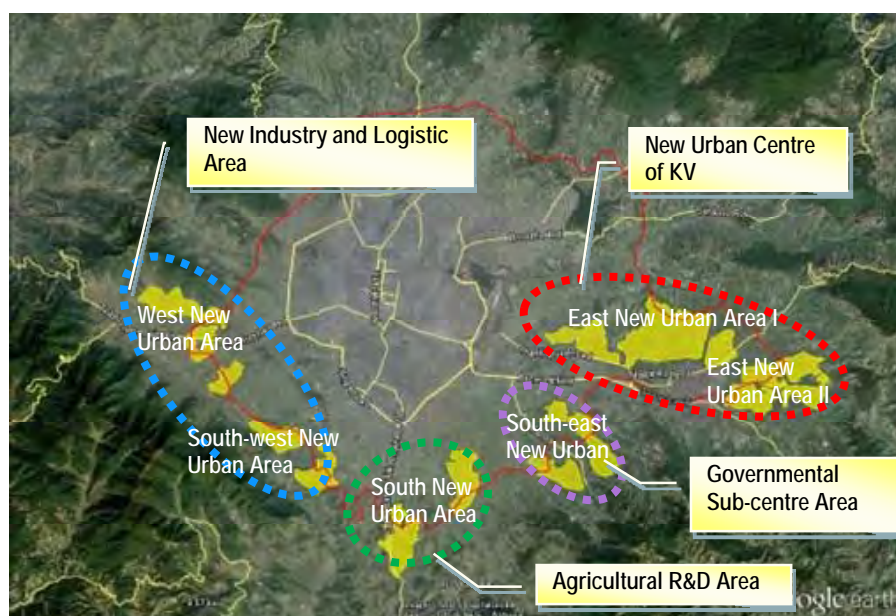 New Industry and Logistic
Area
New Urban Centre
of KV
West New
Urban Area
East New Urban Area I
East New
Urban Area II
South-west New
Urban Area
South-east
New Urban
South New
Urban Area
Governmental
Sub-centre Area
Agricultural R&D Area
ogle earth